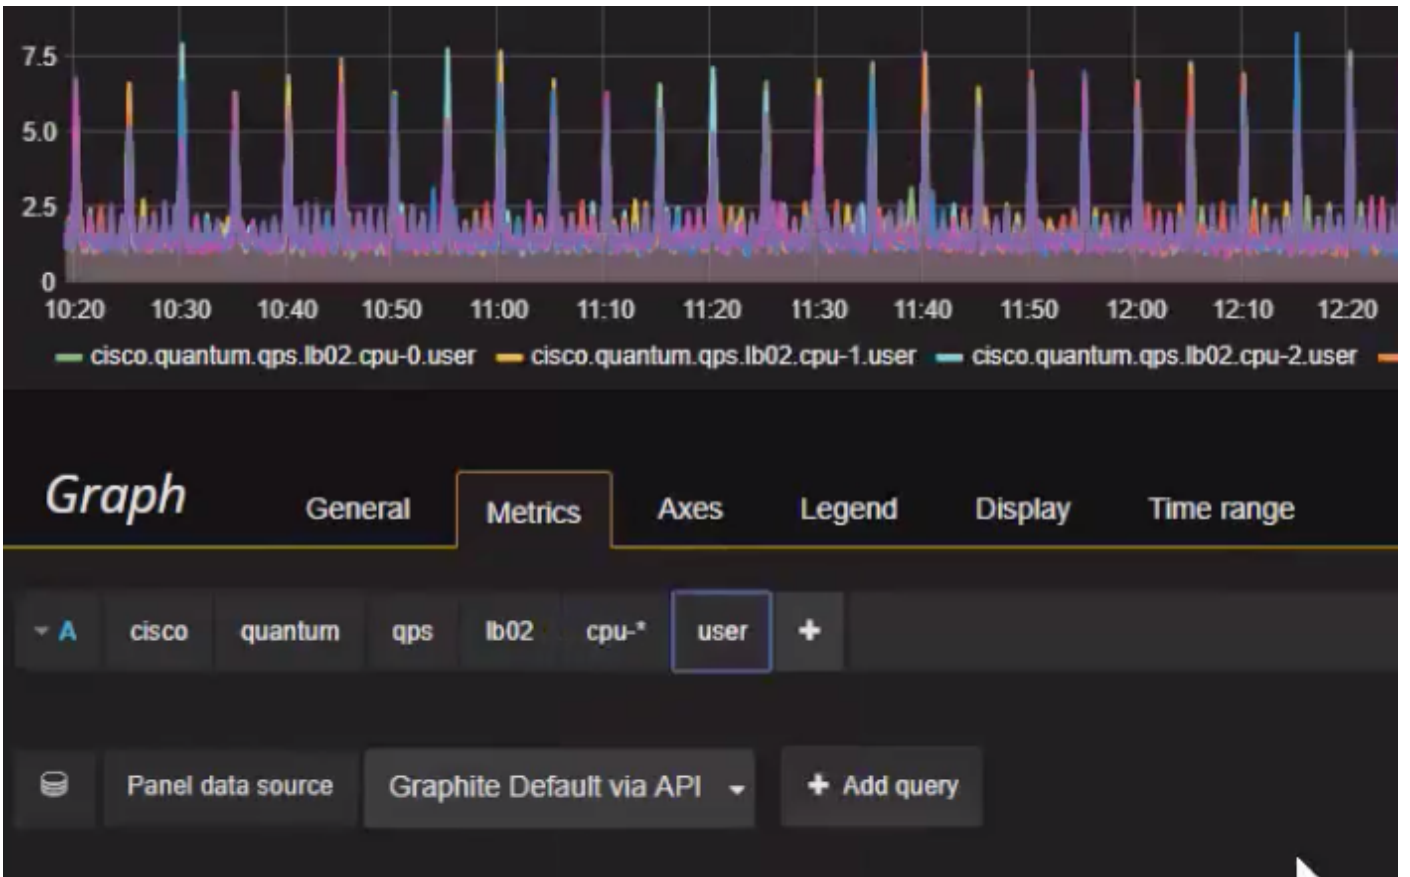 7.5
5.0
2.5
0
10:20 10:30 10:40 10:50 11:00 11:10 11:20 11:30 11:40 11:50 12:00 12:10 12:20
cisco.quantum.qps.lb02.cpu-0.user cisco.quantum.qps.lb02.cpu-1.user cisco.quantum.qps.lb02.cpu-2.user
Graph General Metrics Axes Legend Display Time range
A cisco quantum qps lb02 cpu-* user +
Panel data source Graphite Default via API + Add query